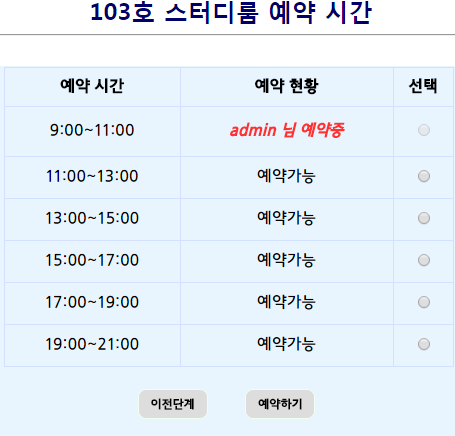 103호 스터디룸 예약 시간
예약 시간 예약 현황 선택
9:00~11:00 admin 님 예약중
11:00~13:00 예약가능
13:00~15:00 예약가능
15:00~17:00 예약가능
17:00~19:00 예약가능
19:00~21:00 예약가능
이전단계 예약하기